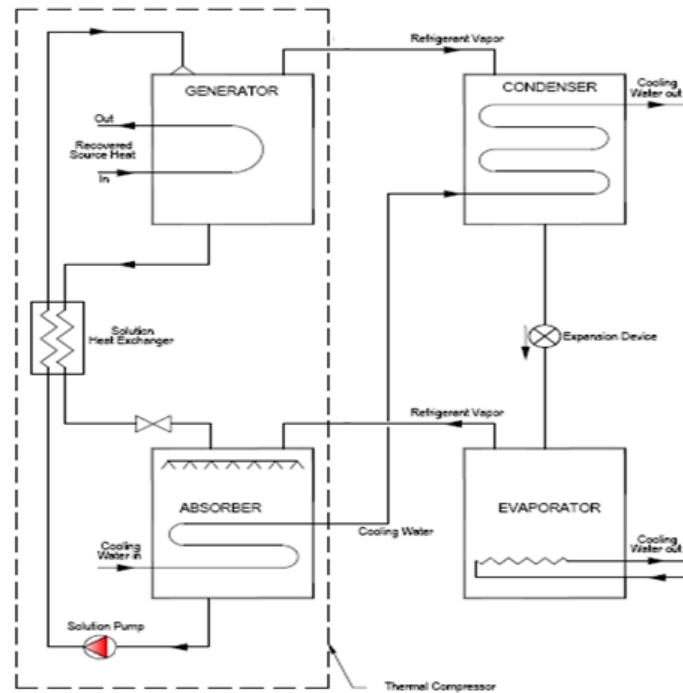 Refrigerant Vapor
GENERATOR
CONDENSER
Cooling
Water out
Out
Recovered
Source Heat
In
Solution
Heat Exchanger
Expansion Device
Refrigerant Vapor
ABSORBER
EVAPORATOR
Cooling
Water in
Cooling Water
Cooling
Water out
Solution Pump
Thermal Compressor